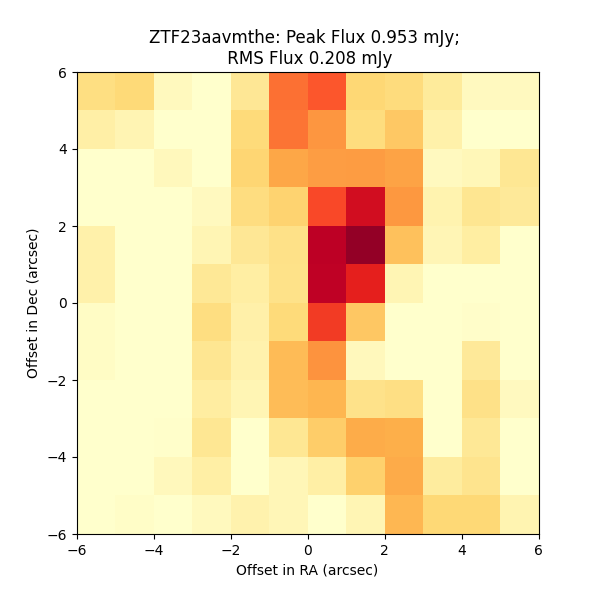 ZTF23aavmthe: Peak Flux 0.953 mJy;
RMS Flux 0.208 mJy
6
4
2
0
−2
−4
−6
Offset in Dec (arcsec)
−6 −4 −2 0 2 4 6
Offset in RA (arcsec)